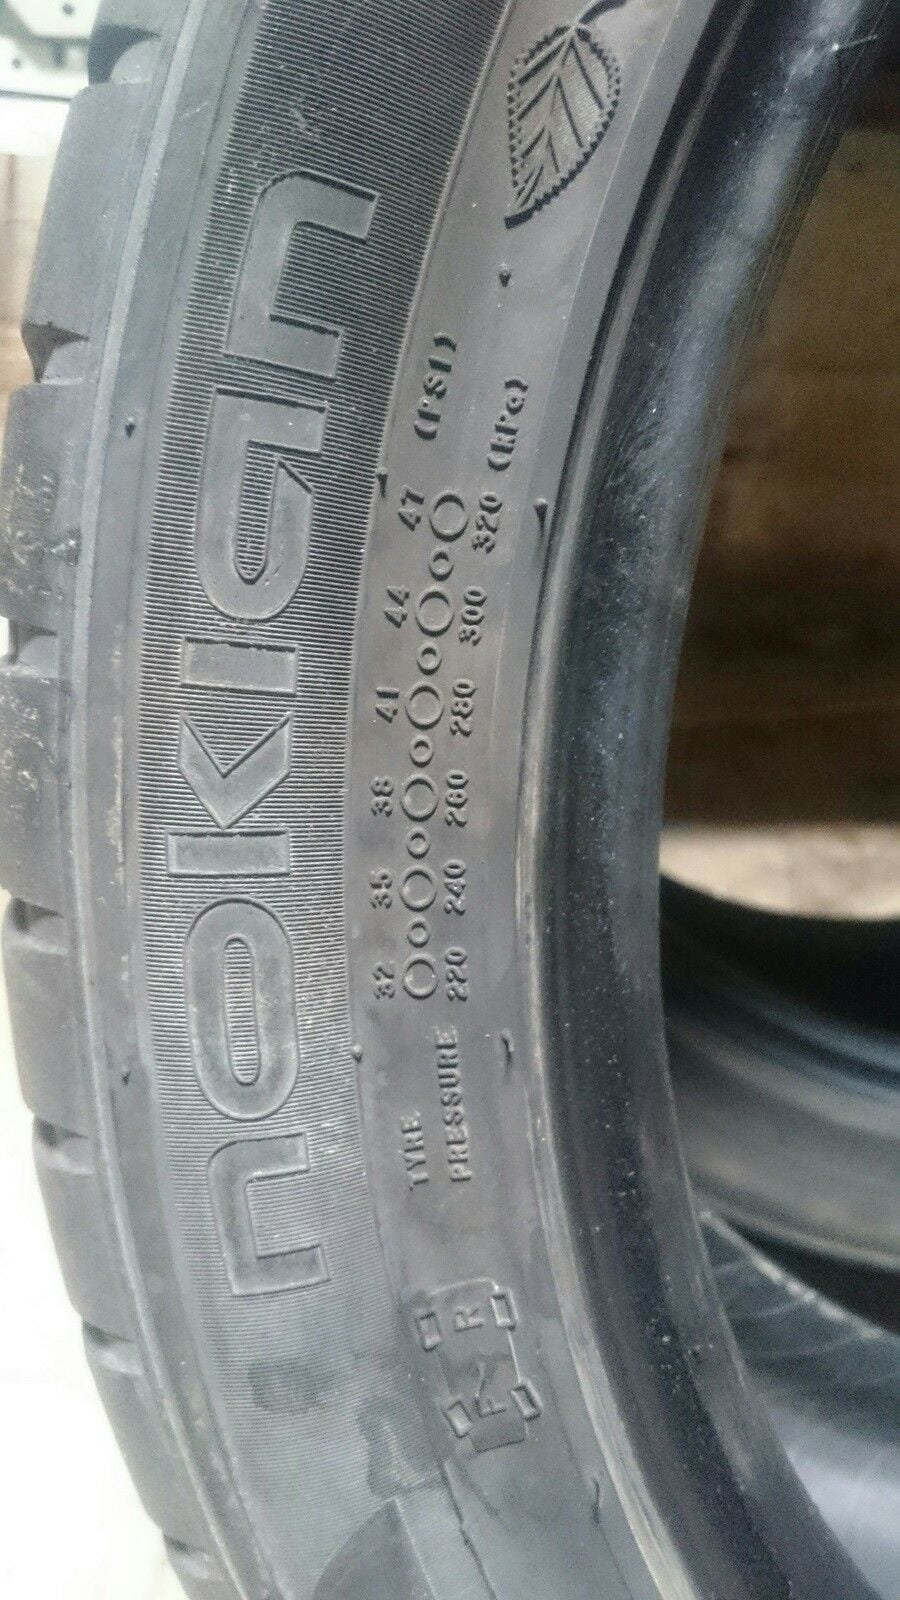 nokian
32 35 38 41 44 47 (PSI)
TYRE
PRESSURE
220 240 260 280 300 320 (kPa)
F R